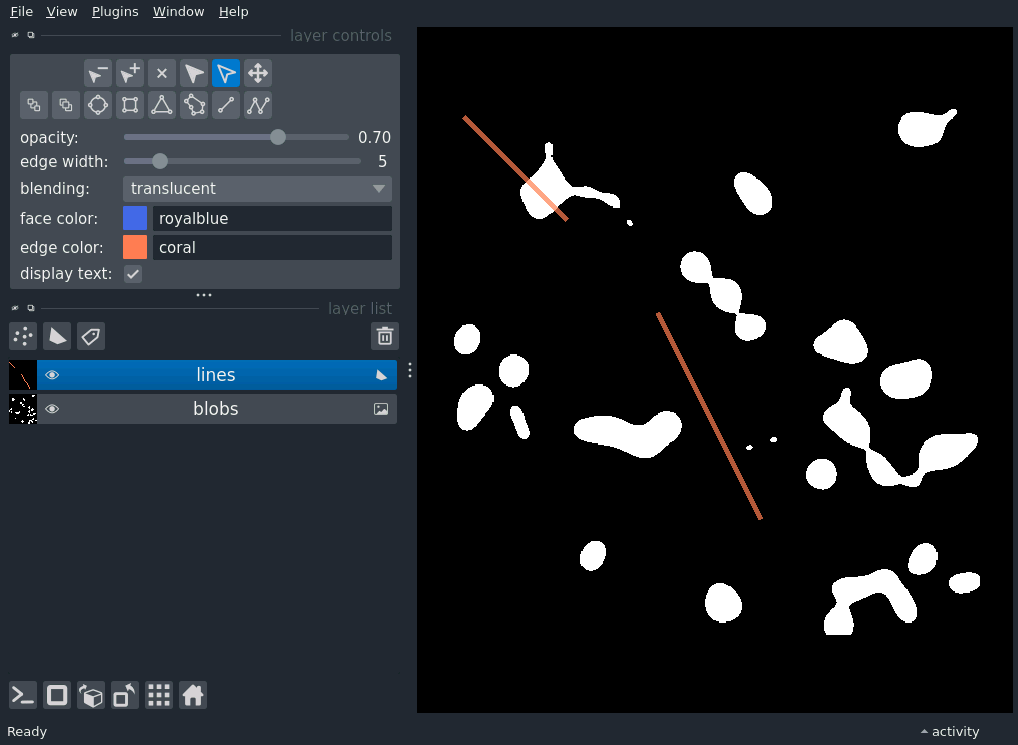 File View Plugins Window Help
layer controls
opacity: 0.70
edge width: 5
blending: translucent
face color: royalblue
edge color: coral
display text:
layer list
lines
blobs
Ready activity